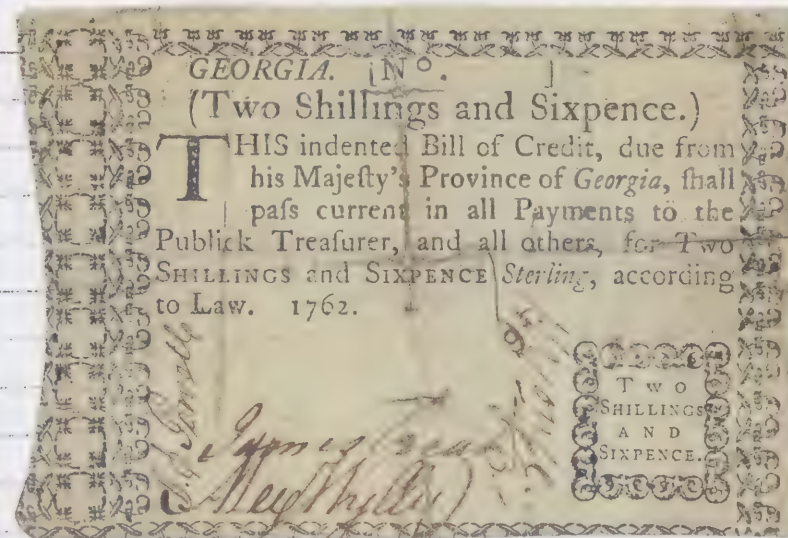 GEORGIA. [No. ]
(Two Shillings and Sixpence.)
THIS indented Bill of Credit, due from
his Majeſty's Province of Georgia, ſhall
paſs current in all Payments to the
Publick Treaſurer, and all others, for Two
SHILLINGS and SIXPENCE Sterling, according
to Law. 1762.
TWO
SHILLINGS
AND
SIXPENCE.
James